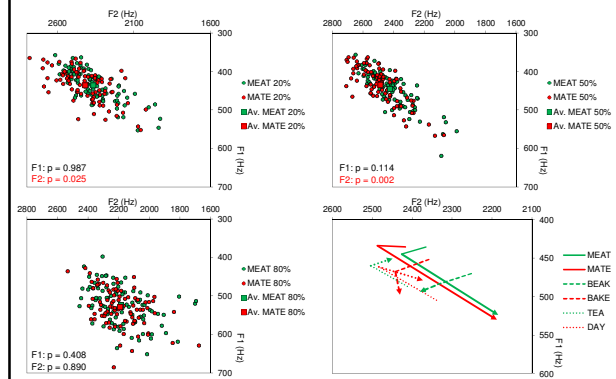 F2 (Hz)
2600 2100 1600
300
400
500
600
700
F1 (Hz)
MEAT 20%
MATE 20%
Av. MEAT 20%
Av. MATE 20%
F1: p = 0.987
F2: p = 0.025
F2 (Hz)
2800 2600 2400 2200 2000 1800 1600
300
400
500
600
700
F1 (Hz)
MEAT 50%
MATE 50%
Av. MEAT 50%
Av. MATE 50%
F1: p = 0.114
F2: p = 0.002
2800 2600 2400 2200 2000 1800 1600
300
400
500
600
700
F1 (Hz)
MEAT 80%
MATE 80%
Av. MEAT 80%
Av. MATE 80%
F1: p = 0.408
F2: p = 0.890
F2 (Hz)
2600 2500 2400 2300 2200 2100
400
450
500
550
600
F1 (Hz)
MEAT
MATE
BEAK
BAKE
TEA
DAY